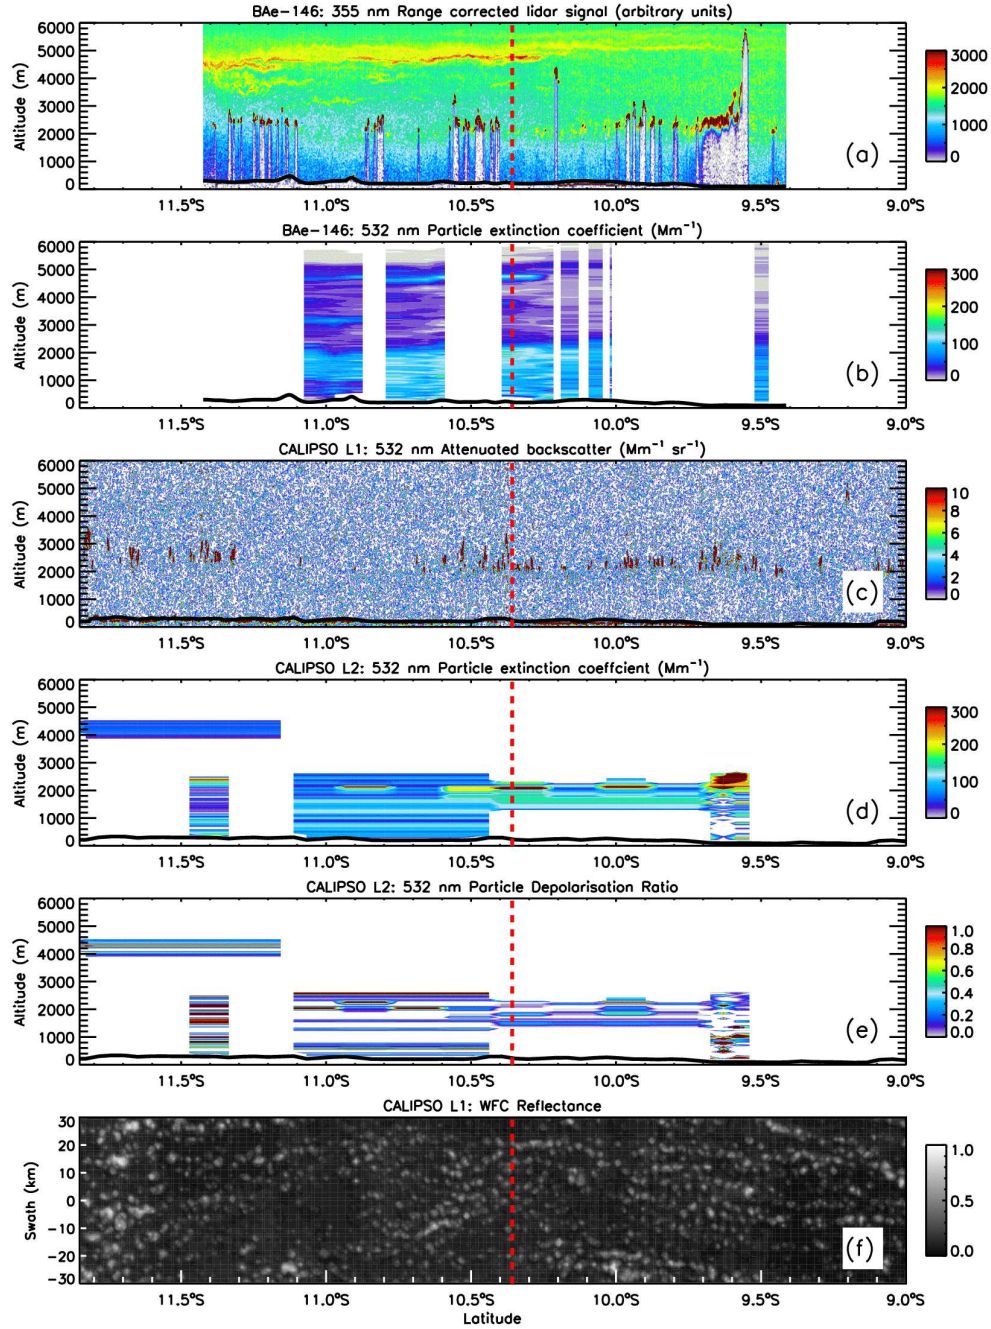 BAe-146: 355 nm Range corrected lidar signal (arbitrary units)
6000
5000
4000
3000
2000
1000
0
Altitude (m)
(a)
3000
2000
1000
0
11.5°S 11.0°S 10.5°S 10.0°S 9.5°S 9.0°S
BAe-146: 532 nm Particle extinction coefficient (Mm⁻¹)
6000
5000
4000
3000
2000
1000
0
Altitude (m)
(b)
300
200
100
0
11.5°S 11.0°S 10.5°S 10.0°S 9.5°S 9.0°S
CALIPSO L1: 532 nm Attenuated backscatter (Mm⁻¹ sr⁻¹)
6000
5000
4000
3000
2000
1000
0
Altitude (m)
(c)
10
8
6
4
2
0
11.5°S 11.0°S 10.5°S 10.0°S 9.5°S 9.0°S
CALIPSO L2: 532 nm Particle extinction coeffcient (Mm⁻¹)
6000
5000
4000
3000
2000
1000
0
Altitude (m)
(d)
300
200
100
0
11.5°S 11.0°S 10.5°S 10.0°S 9.5°S 9.0°S
CALIPSO L2: 532 nm Particle Depolarisation Ratio
6000
5000
4000
3000
2000
1000
0
Altitude (m)
(e)
1.0
0.8
0.6
0.4
0.2
0.0
11.5°S 11.0°S 10.5°S 10.0°S 9.5°S 9.0°S
CALIPSO L1: WFC Reflectance
30
20
10
0
−10
−20
−30
Swath (km)
(f)
1.0
0.5
0.0
11.5°S 11.0°S 10.5°S 10.0°S 9.5°S 9.0°S
Latitude